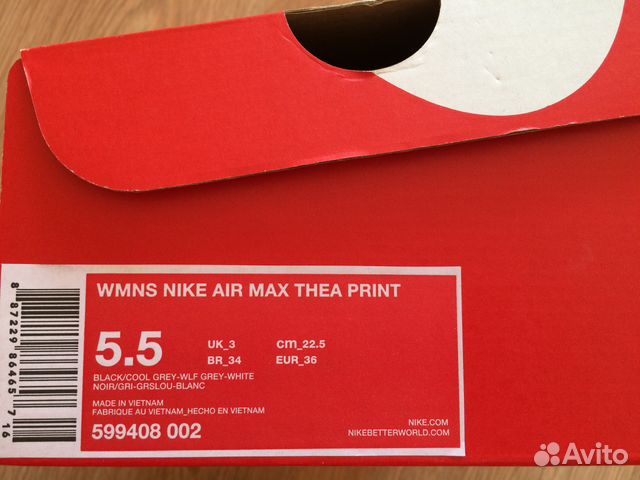 WMNS NIKE AIR MAX THEA PRINT
5.5
UK_3
cm_22.5
BR_34
EUR_36
BLACK/COOL GREY-WLF GREY-WHITE
NOIR/GRI-GRSLOU-BLANC
MADE IN VIETNAM
FABRIQUE AU VIETNAM_HECHO EN VIETNAM
599408 002
NIKE.COM
NIKEBETTERWORLD.COM
8 87229 86465 7 16
Avito